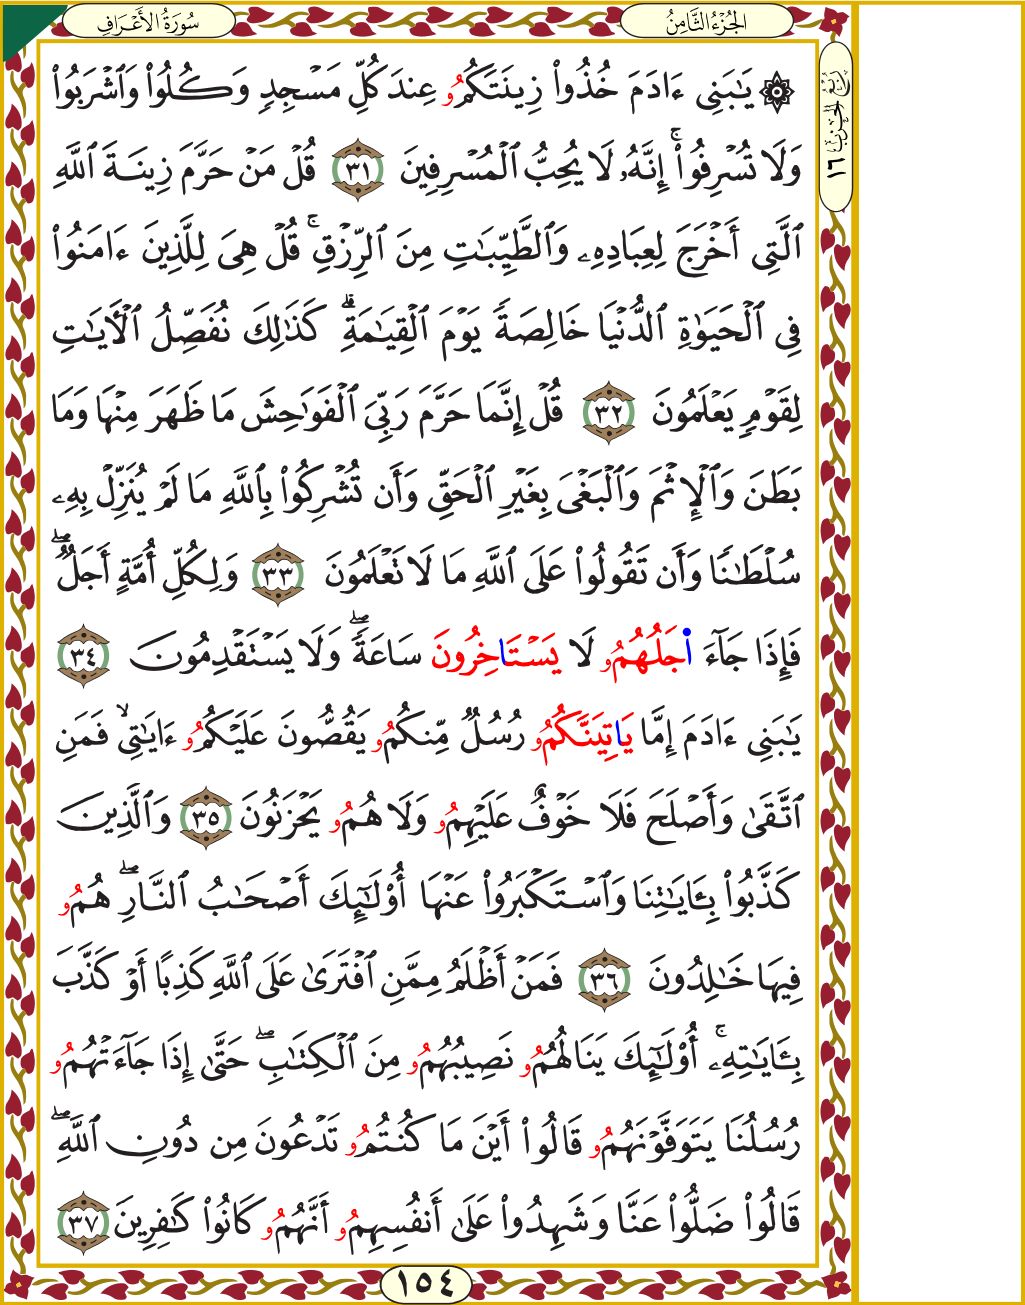 سُورَةُ الأَعْرَافِ
الجُزْءُ الثَّامِنُ
رُبْعُ الحِزْبِ ١٦
۞ يَٰبَنِىٓ ءَادَمَ خُذُواْ زِينَتَكُمُۥ عِندَ كُلِّ مَسْجِدٍ وَكُلُواْ وَٱشْرَبُواْ
وَلَا تُسْرِفُوٓاْۚ إِنَّهُۥ لَا يُحِبُّ ٱلْمُسْرِفِينَ ٣١ قُلْ مَنْ حَرَّمَ زِينَةَ ٱللَّهِ
ٱلَّتِىٓ أَخْرَجَ لِعِبَادِهِۦ وَٱلطَّيِّبَٰتِ مِنَ ٱلرِّزْقِۚ قُلْ هِىَ لِلَّذِينَ ءَامَنُواْ
فِى ٱلْحَيَوٰةِ ٱلدُّنْيَا خَالِصَةً يَوْمَ ٱلْقِيَٰمَةِۗ كَذَٰلِكَ نُفَصِّلُ ٱلْأٓيَٰتِ
لِقَوْمٍ يَعْلَمُونَ ٣٢ قُلْ إِنَّمَا حَرَّمَ رَبِّىَ ٱلْفَوَٰحِشَ مَا ظَهَرَ مِنْهَا وَمَا
بَطَنَ وَٱلْإِثْمَ وَٱلْبَغْىَ بِغَيْرِ ٱلْحَقِّ وَأَن تُشْرِكُواْ بِٱللَّهِ مَا لَمْ يُنَزِّلْ بِهِۦ
سُلْطَٰنًا وَأَن تَقُولُواْ عَلَى ٱللَّهِ مَا لَا تَعْلَمُونَ ٣٣ وَلِكُلِّ أُمَّةٍ أَجَلٌۖ
فَإِذَا جَآءَ اَ۬جَلُهُمُۥ لَا يَسْتَاخِرُونَ سَاعَةًۖ وَلَا يَسْتَقْدِمُونَ ٣٤
يَٰبَنِىٓ ءَادَمَ إِمَّا يَاتِيَنَّكُمُۥ رُسُلٌ مِّنكُمُۥ يَقُصُّونَ عَلَيْكُمُۥ ءَايَٰتِىۙ فَمَنِ
ٱتَّقَىٰ وَأَصْلَحَ فَلَا خَوْفٌ عَلَيْهِمُۥ وَلَا هُمُۥ يَحْزَنُونَ ٣٥ وَٱلَّذِينَ
كَذَّبُواْ بِـَٔايَٰتِنَا وَٱسْتَكْبَرُواْ عَنْهَآ أُوْلَٰٓئِكَ أَصْحَٰبُ ٱلنَّارِۖ هُمُۥ
فِيهَا خَٰلِدُونَ ٣٦ فَمَنْ أَظْلَمُ مِمَّنِ ٱفْتَرَىٰ عَلَى ٱللَّهِ كَذِبًا أَوْ كَذَّبَ
بِـَٔايَٰتِهِۦٓۚ أُوْلَٰٓئِكَ يَنَالُهُمُۥ نَصِيبُهُمُۥ مِنَ ٱلْكِتَٰبِۖ حَتَّىٰٓ إِذَا جَآءَتْهُمُۥ
رُسُلُنَا يَتَوَفَّوْنَهُمُۥ قَالُوٓاْ أَيْنَ مَا كُنتُمُۥ تَدْعُونَ مِن دُونِ ٱللَّهِۖ
قَالُواْ ضَلُّواْ عَنَّا وَشَهِدُواْ عَلَىٰٓ أَنفُسِهِمُۥ أَنَّهُمُۥ كَانُواْ كَٰفِرِينَ ٣٧
١٥٤